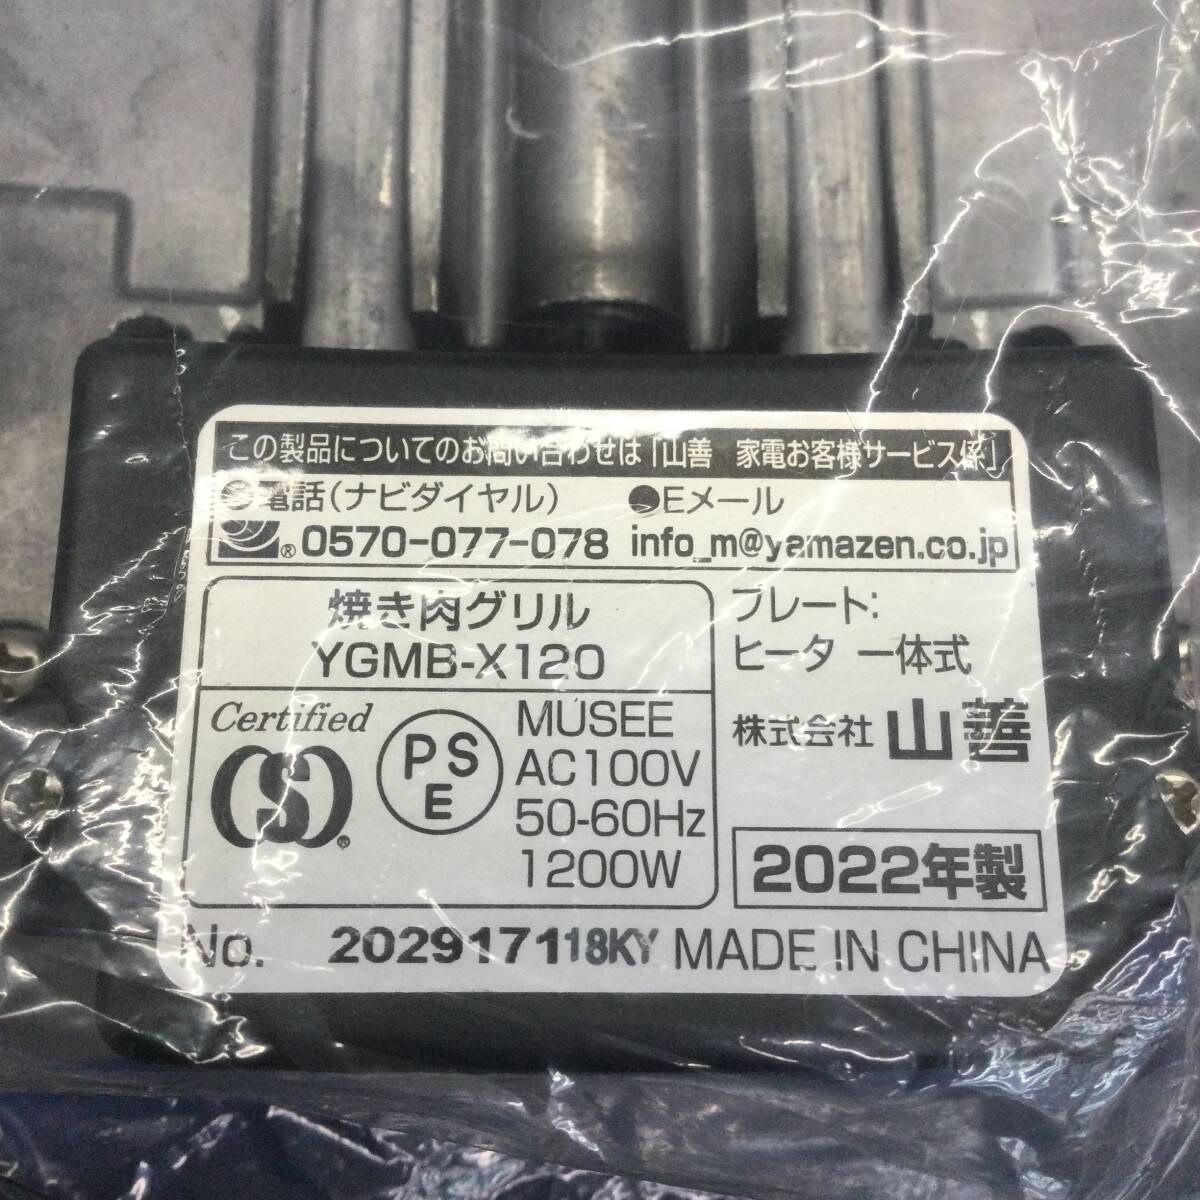 この製品についてのお問い合わせは「山善 家電お客様サービス係」
●電話(ナビダイヤル) ●Eメール
® 0570-077-078 info_m@yamazen.co.jp
焼き肉グリル
YGMB-X120
プレート:
ヒータ 一体式
Certified
S
®
PS
E
MUSEE
AC100V
50-60Hz
1200W
株式会社 山善
2022年製
No. 202917118KY MADE IN CHINA